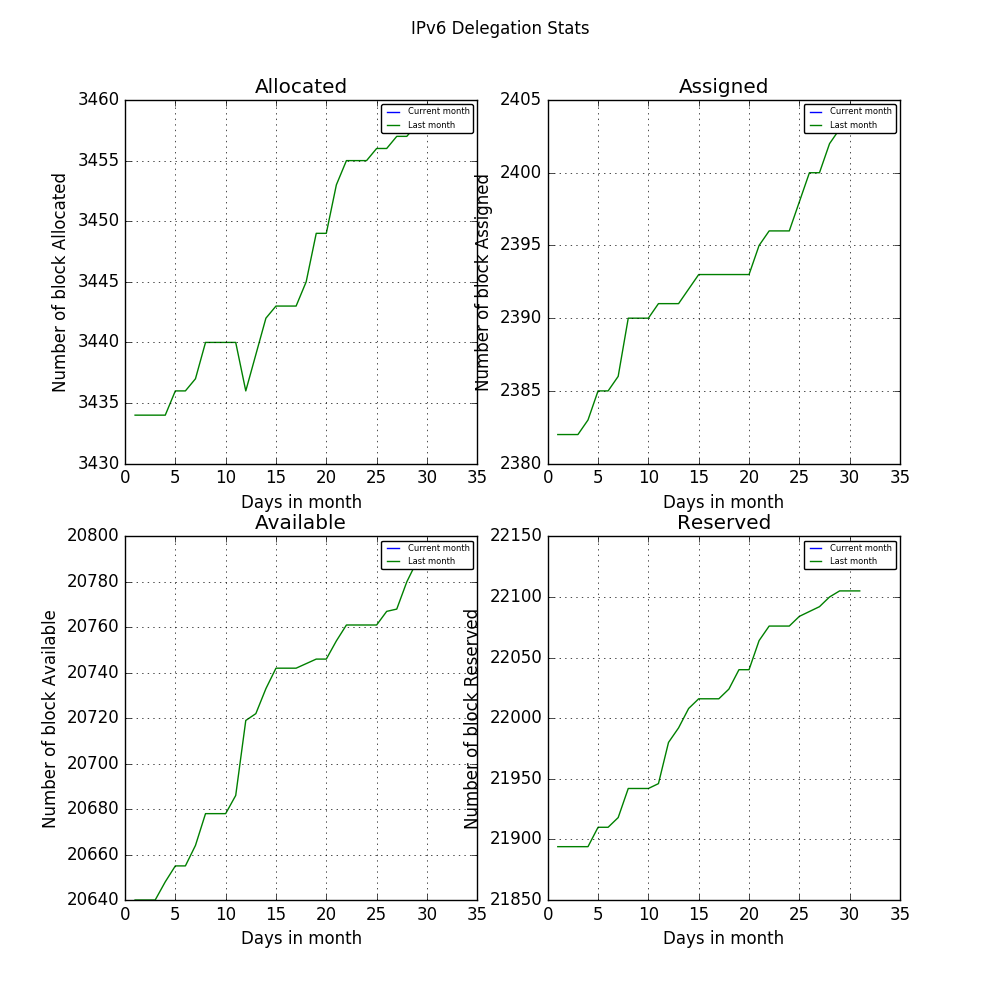 IPv6 Delegation Stats
Allocated
Current month
Last month
3460
3455
3450
3445
3440
3435
3430
Number of block Allocated
0 5 10 15 20 25 30 35
Days in month
Assigned
Current month
Last month
2405
2400
2395
2390
2385
2380
Number of block Assigned
0 5 10 15 20 25 30 35
Days in month
Available
Current month
Last month
20800
20780
20760
20740
20720
20700
20680
20660
20640
Number of block Available
0 5 10 15 20 25 30 35
Days in month
Reserved
Current month
Last month
22150
22100
22050
22000
21950
21900
21850
Number of block Reserved
0 5 10 15 20 25 30 35
Days in month